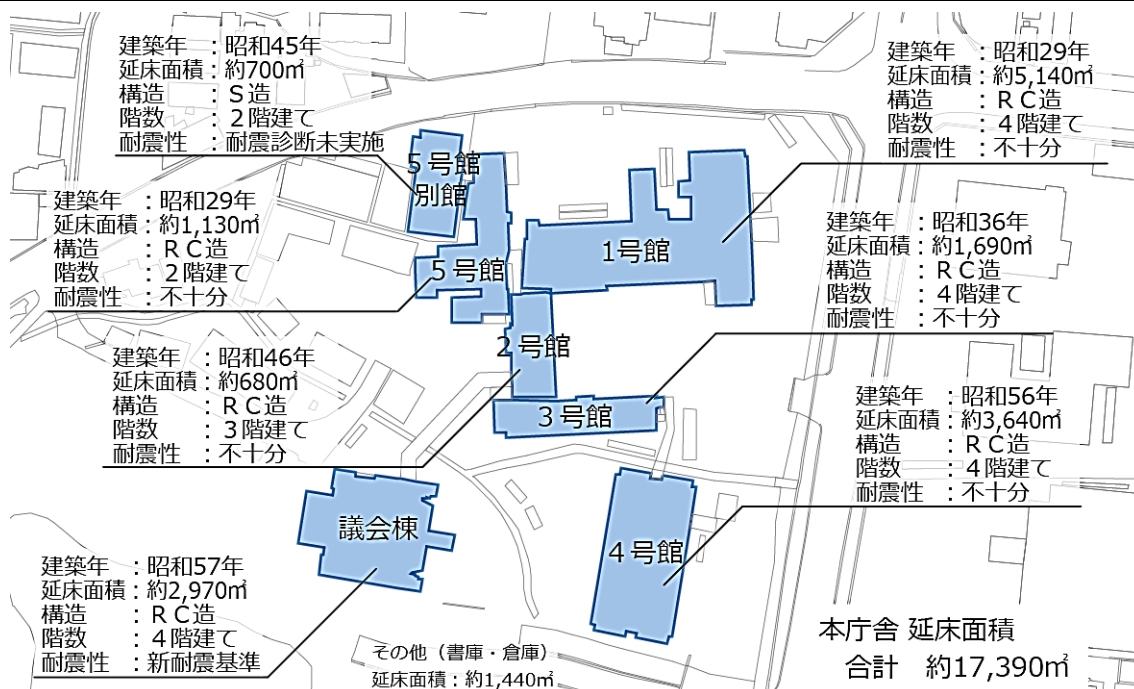 建築年 ：昭和45年
延床面積：約700㎡
構造 ：Ｓ造
階数 ：２階建て
耐震性 ：耐震診断未実施
建築年 ：昭和29年
延床面積：約5,140㎡
構造 ：ＲＣ造
階数 ：４階建て
耐震性 ：不十分
５号館
別館
建築年 ：昭和29年
延床面積：約1,130㎡
構造 ：ＲＣ造
階数 ：２階建て
耐震性 ：不十分
５号館
1号館
建築年 ：昭和36年
延床面積：約1,690㎡
構造 ：ＲＣ造
階数 ：４階建て
耐震性 ：不十分
２号館
建築年 ：昭和46年
延床面積：約680㎡
構造 ：ＲＣ造
階数 ：３階建て
耐震性 ：不十分
３号館
建築年 ：昭和56年
延床面積：約3,640㎡
構造 ：ＲＣ造
階数 ：４階建て
耐震性 ：不十分
議会棟
４号館
建築年 ：昭和57年
延床面積：約2,970㎡
構造 ：ＲＣ造
階数 ：４階建て
耐震性 ：新耐震基準
その他（書庫・倉庫）
延床面積：約1,440㎡
本庁舎 延床面積
合計 約17,390㎡